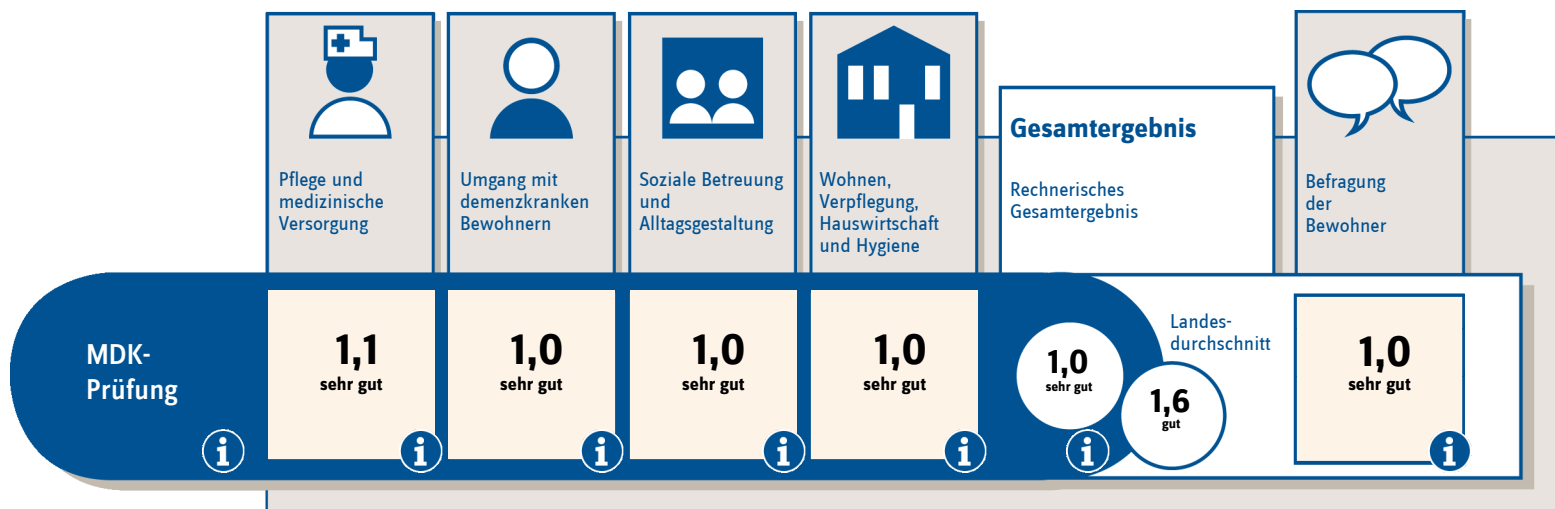 Pflege und
medizinische
Versorgung
Umgang mit
demenzkranken
Bewohnern
Soziale Betreuung
und
Alltagsgestaltung
Wohnen,
Verpflegung,
Hauswirtschaft
und Hygiene
Gesamtergebnis
Rechnerisches
Gesamtergebnis
Befragung
der
Bewohner
MDK-
Prüfung
i
1,1
sehr gut
i
1,0
sehr gut
i
1,0
sehr gut
i
1,0
sehr gut
i
1,0
sehr gut
i
Landes-
durchschnitt
1,6
gut
1,0
sehr gut
i